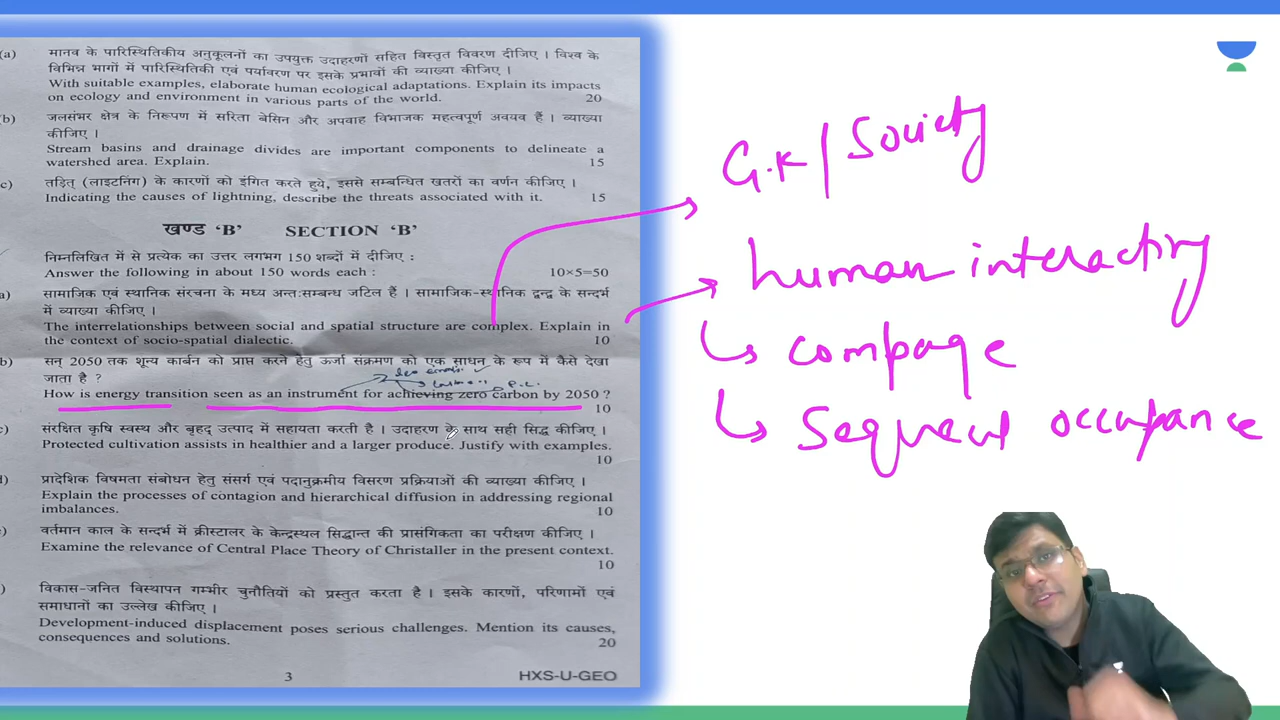 (a) मानव के पारिस्थितिकीय अनुकूलनों का उपयुक्त उदाहरणों सहित विस्तृत विवरण दीजिए । विश्व के
विभिन्न भागों में पारिस्थितिकी एवं पर्यावरण पर इसके प्रभावों की व्याख्या कीजिए ।
With suitable examples, elaborate human ecological adaptations. Explain its impacts
on ecology and environment in various parts of the world. 20
(b) जलसंभर क्षेत्र के निरूपण में सरिता बेसिन और अपवाह विभाजक महत्वपूर्ण अवयव हैं । व्याख्या
कीजिए ।
Stream basins and drainage divides are important components to delineate a
watershed area. Explain. 15
(c) तड़ित् (लाइटनिंग) के कारणों को इंगित करते हुये, इससे सम्बन्धित खतरों का वर्णन कीजिए ।
Indicating the causes of lightning, describe the threats associated with it. 15
खण्ड 'B' SECTION 'B'
निम्नलिखित में से प्रत्येक का उत्तर लगभग 150 शब्दों में दीजिए :
Answer the following in about 150 words each : 10×5=50
a) सामाजिक एवं स्थानिक संरचना के मध्य अन्तःसम्बन्ध जटिल हैं । सामाजिक-स्थानिक द्वन्द्व के सन्दर्भ
में व्याख्या कीजिए ।
The interrelationships between social and spatial structure are complex. Explain in
the context of socio-spatial dialectic. 10
b) सन् 2050 तक शून्य कार्बन को प्राप्त करने हेतु ऊर्जा संक्रमण को एक साधन के रूप में कैसे देखा
जाता है ?
How is energy transition seen as an instrument for achieving zero carbon by 2050 ?
10
c) संरक्षित कृषि स्वस्थ और बृहद् उत्पाद में सहायता करती है । उदाहरण के सही सिद्ध कीजिए ।
Protected cultivation assists in healthier and a larger produce. Justify with examples.
10
d) प्रादेशिक विषमता संबोधन हेतु संसर्ग एवं पदानुक्रमीय विसरण प्रक्रियाओं की व्याख्या कीजिए ।
Explain the processes of contagion and hierarchical diffusion in addressing regional
imbalances. 10
e) वर्तमान काल के सन्दर्भ में क्रीस्टालर के केन्द्रस्थल सिद्धान्त की प्रासंगिकता का परीक्षण कीजिए ।
Examine the relevance of Central Place Theory of Christaller in the present context.
10
) विकास-जनित विस्थापन गम्भीर चुनौतियों को प्रस्तुत करता है । इसके कारणों, परिणामों एवं
समाधानों का उल्लेख कीजिए ।
Development-induced displacement poses serious challenges. Mention its causes,
consequences and solutions. 20
3 HXS-U-GEO
G.K / Society
human interacting
compage
Sequent occupance